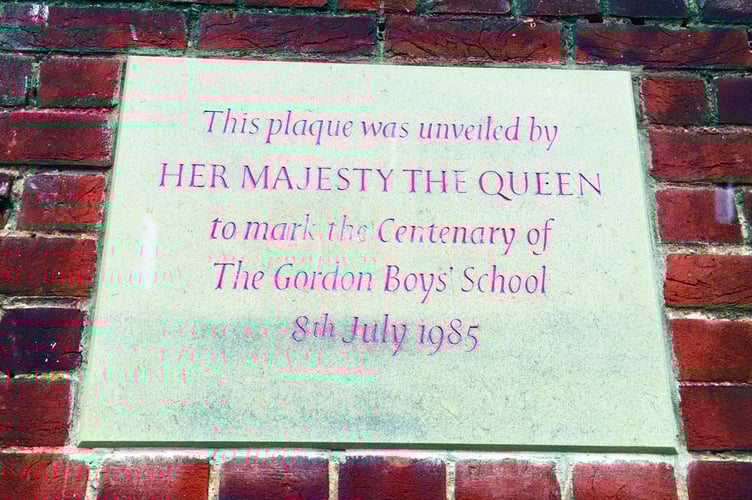 This plaque was unveiled by
HER MAJESTY THE QUEEN
to mark the Centenary of
The Gordon Boys' School
8th July 1985